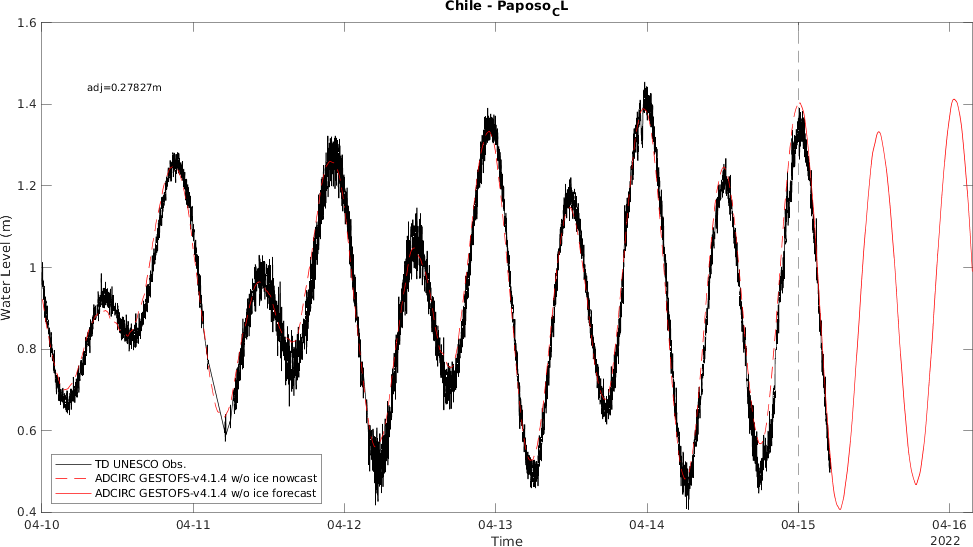 Chile - Paposo_CL
adj=0.27827m
Water Level (m)
1.6
1.4
1.2
1
0.8
0.6
0.4
TD UNESCO Obs.
ADCIRC GESTOFS-v4.1.4 w/o ice nowcast
ADCIRC GESTOFS-v4.1.4 w/o ice forecast
04-10
04-11
04-12
04-13
04-14
04-15
04-16
Time
2022